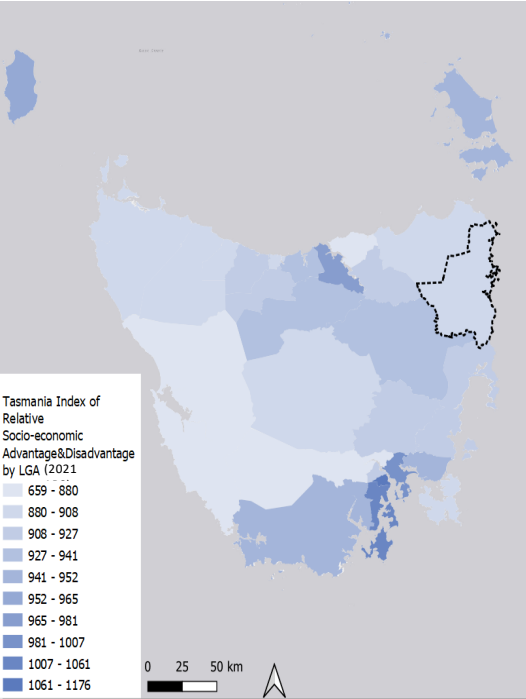 Tasmania Index of
Relative
Socio-economic
Advantage&Disadvantage
by LGA (2021
659 - 880
880 - 908
908 - 927
927 - 941
941 - 952
952 - 965
965 - 981
981 - 1007
1007 - 1061
1061 - 1176
0 25 50 km